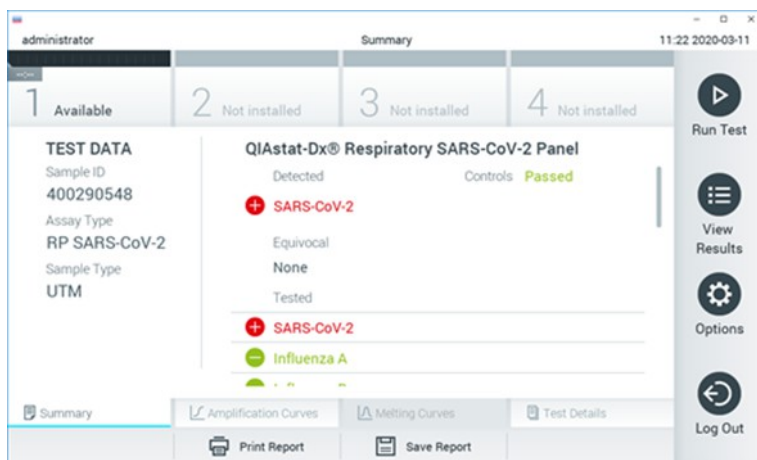 administrator Summary 11:22 2020-03-11
1 Available 2 Not installed 3 Not installed 4 Not installed
Run Test
View Results
Options
Log Out
TEST DATA
Sample ID
400290548
Assay Type
RP SARS-CoV-2
Sample Type
UTM
QIAstat-Dx® Respiratory SARS-CoV-2 Panel
Detected Controls Passed
SARS-CoV-2
Equivocal
None
Tested
SARS-CoV-2
Influenza A
Summary Amplification Curves Melting Curves Test Details
Print Report Save Report